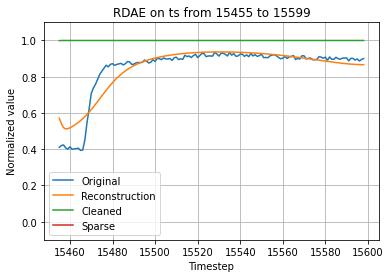 RDAE on ts from 15455 to 15599
1.0
0.8
0.6
0.4
0.2
0.0
Normalized value
Original
Reconstruction
Cleaned
Sparse
15460 15480 15500 15520 15540 15560 15580 15600
Timestep